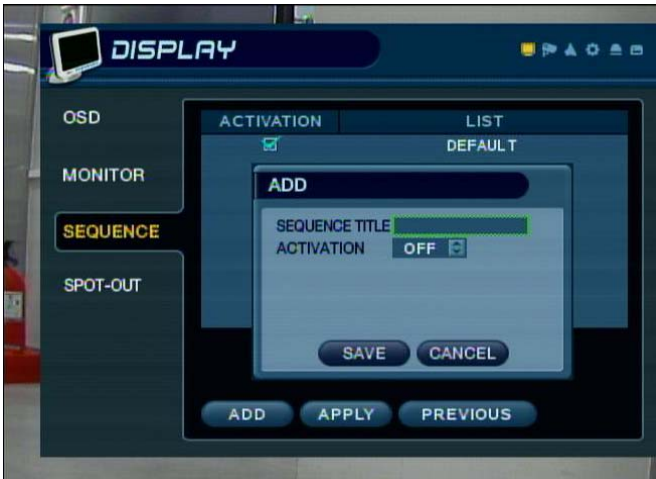 DISPLAY
OSD
MONITOR
SEQUENCE
SPOT-OUT
ACTIVATION LIST
DEFAULT
ADD
SEQUENCE TITLE
ACTIVATION OFF
SAVE CANCEL
ADD APPLY PREVIOUS